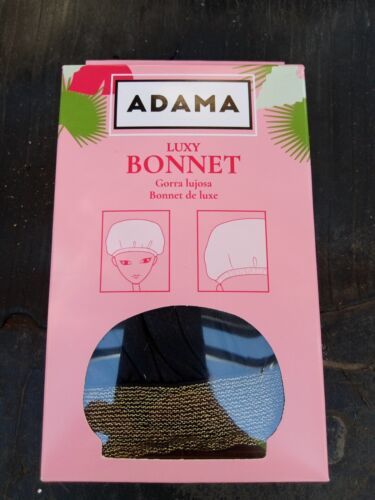 ADAMA
LUXY
BONNET
Gorra lujosa
Bonnet de luxe